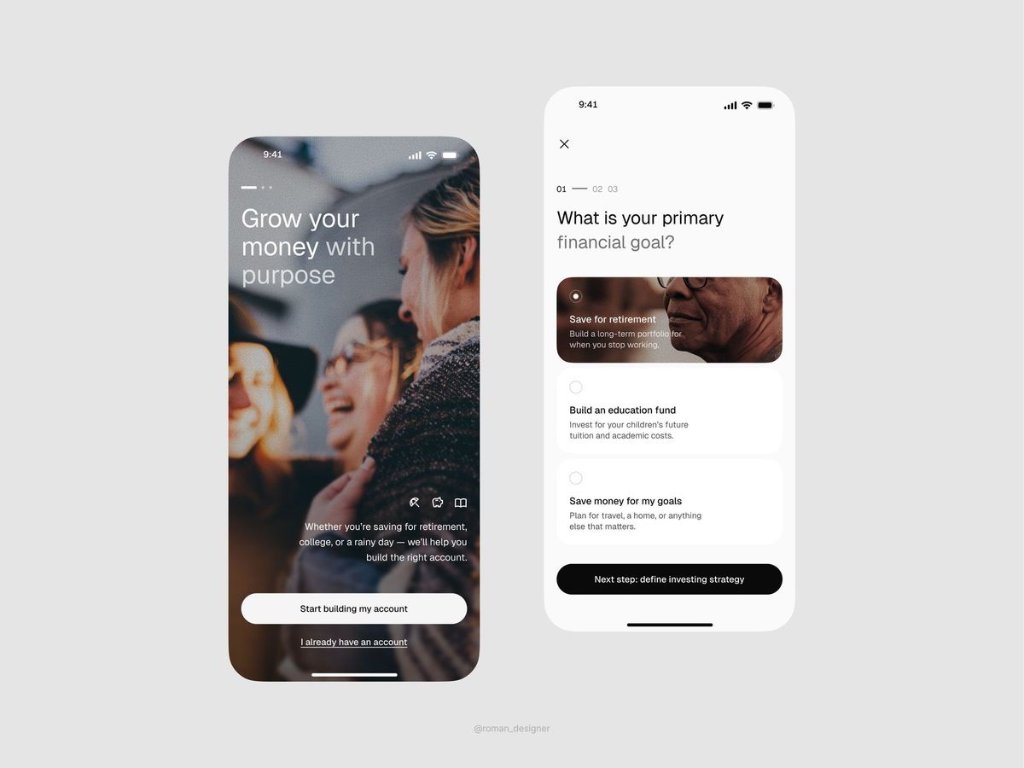 9:41
Grow your
money with
purpose
Whether you're saving for retirement,
college, or a rainy day — we'll help you
build the right account.
Start building my account
I already have an account
9:41
01 02 03
What is your primary
financial goal?
Save for retirement
Build a long-term portfolio for
when you stop working.
Build an education fund
Invest for your children's future
tuition and academic costs.
Save money for my goals
Plan for travel, a home, or anything
else that matters.
Next step: define investing strategy
@roman_designer